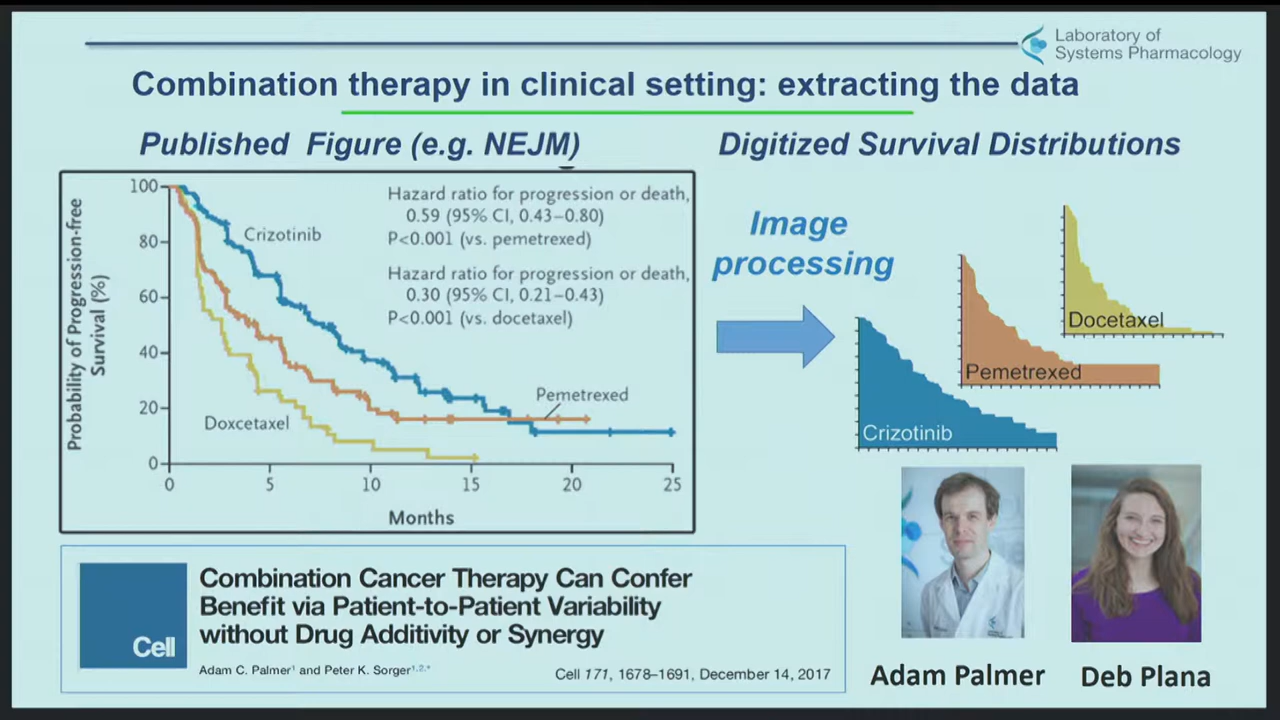 Laboratory of
Systems Pharmacology
Combination therapy in clinical setting: extracting the data
Published Figure (e.g. NEJM)
Digitized Survival Distributions
Probability of Progression-free
Survival (%)
100
80
60
40
20
0
Crizotinib
Hazard ratio for progression or death,
0.59 (95% CI, 0.43–0.80)
P<0.001 (vs. pemetrexed)
Hazard ratio for progression or death,
0.30 (95% CI, 0.21–0.43)
P<0.001 (vs. docetaxel)
Pemetrexed
Doxcetaxel
0 5 10 15 20 25
Months
Image
processing
Docetaxel
Pemetrexed
Crizotinib
Cell
Combination Cancer Therapy Can Confer
Benefit via Patient-to-Patient Variability
without Drug Additivity or Synergy
Adam C. Palmer1 and Peter K. Sorger1,2,*
Cell 171, 1678–1691, December 14, 2017
Adam Palmer
Deb Plana